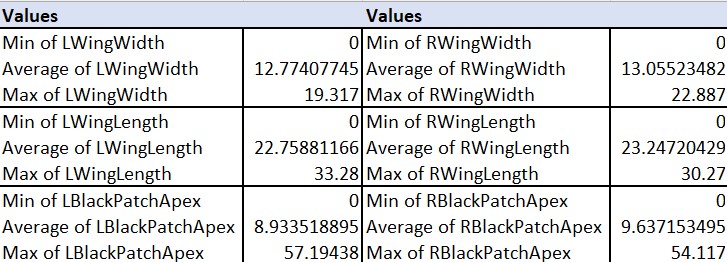 Values Values
Min of LWingWidth 0 Min of RWingWidth 0
Average of LWingWidth 12.77407745 Average of RWingWidth 13.05523482
Max of LWingWidth 19.317 Max of RWingWidth 22.887
Min of LWingLength 0 Min of RWingLength 0
Average of LWingLength 22.75881166 Average of RWingLength 23.24720429
Max of LWingLength 33.28 Max of RWingLength 30.27
Min of LBlackPatchApex 0 Min of RBlackPatchApex 0
Average of LBlackPatchApex 8.933518895 Average of RBlackPatchApex 9.637153495
Max of LBlackPatchApex 57.19438 Max of RBlackPatchApex 54.117